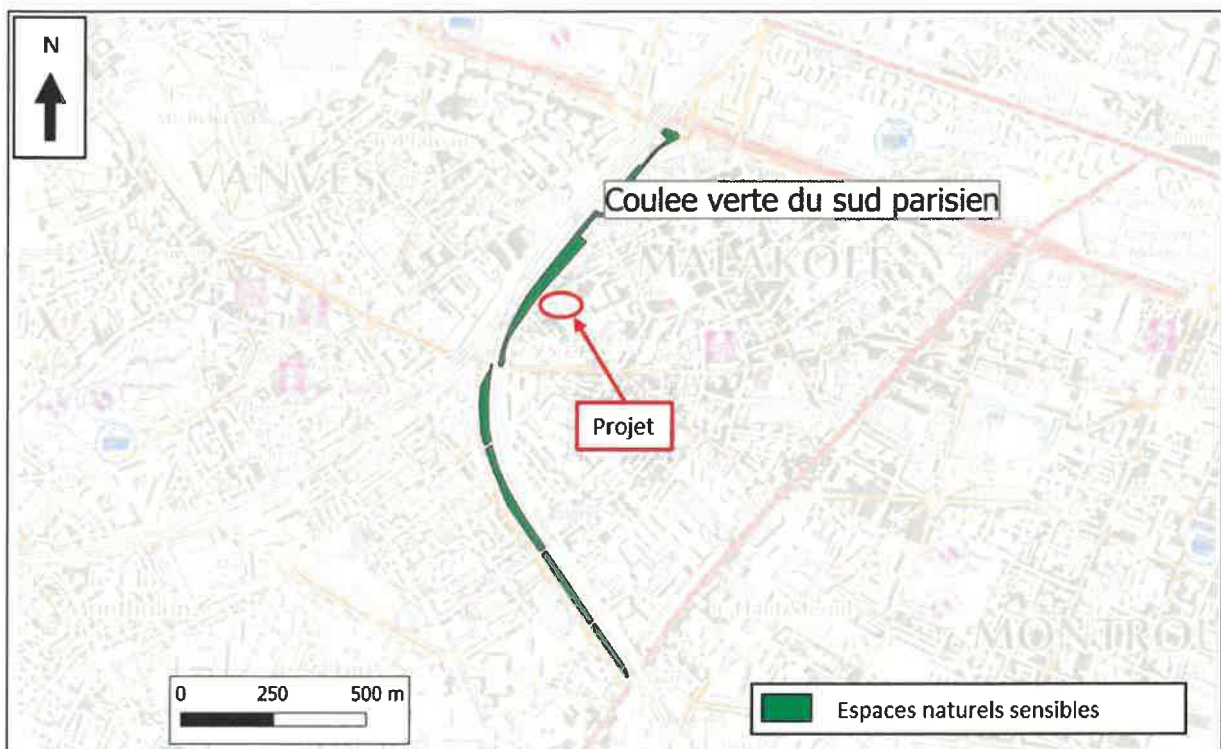 N
VANVES
Coulee verte du sud parisien
MALAKOFF
Projet
MONTROU
0 250 500 m
Espaces naturels sensibles